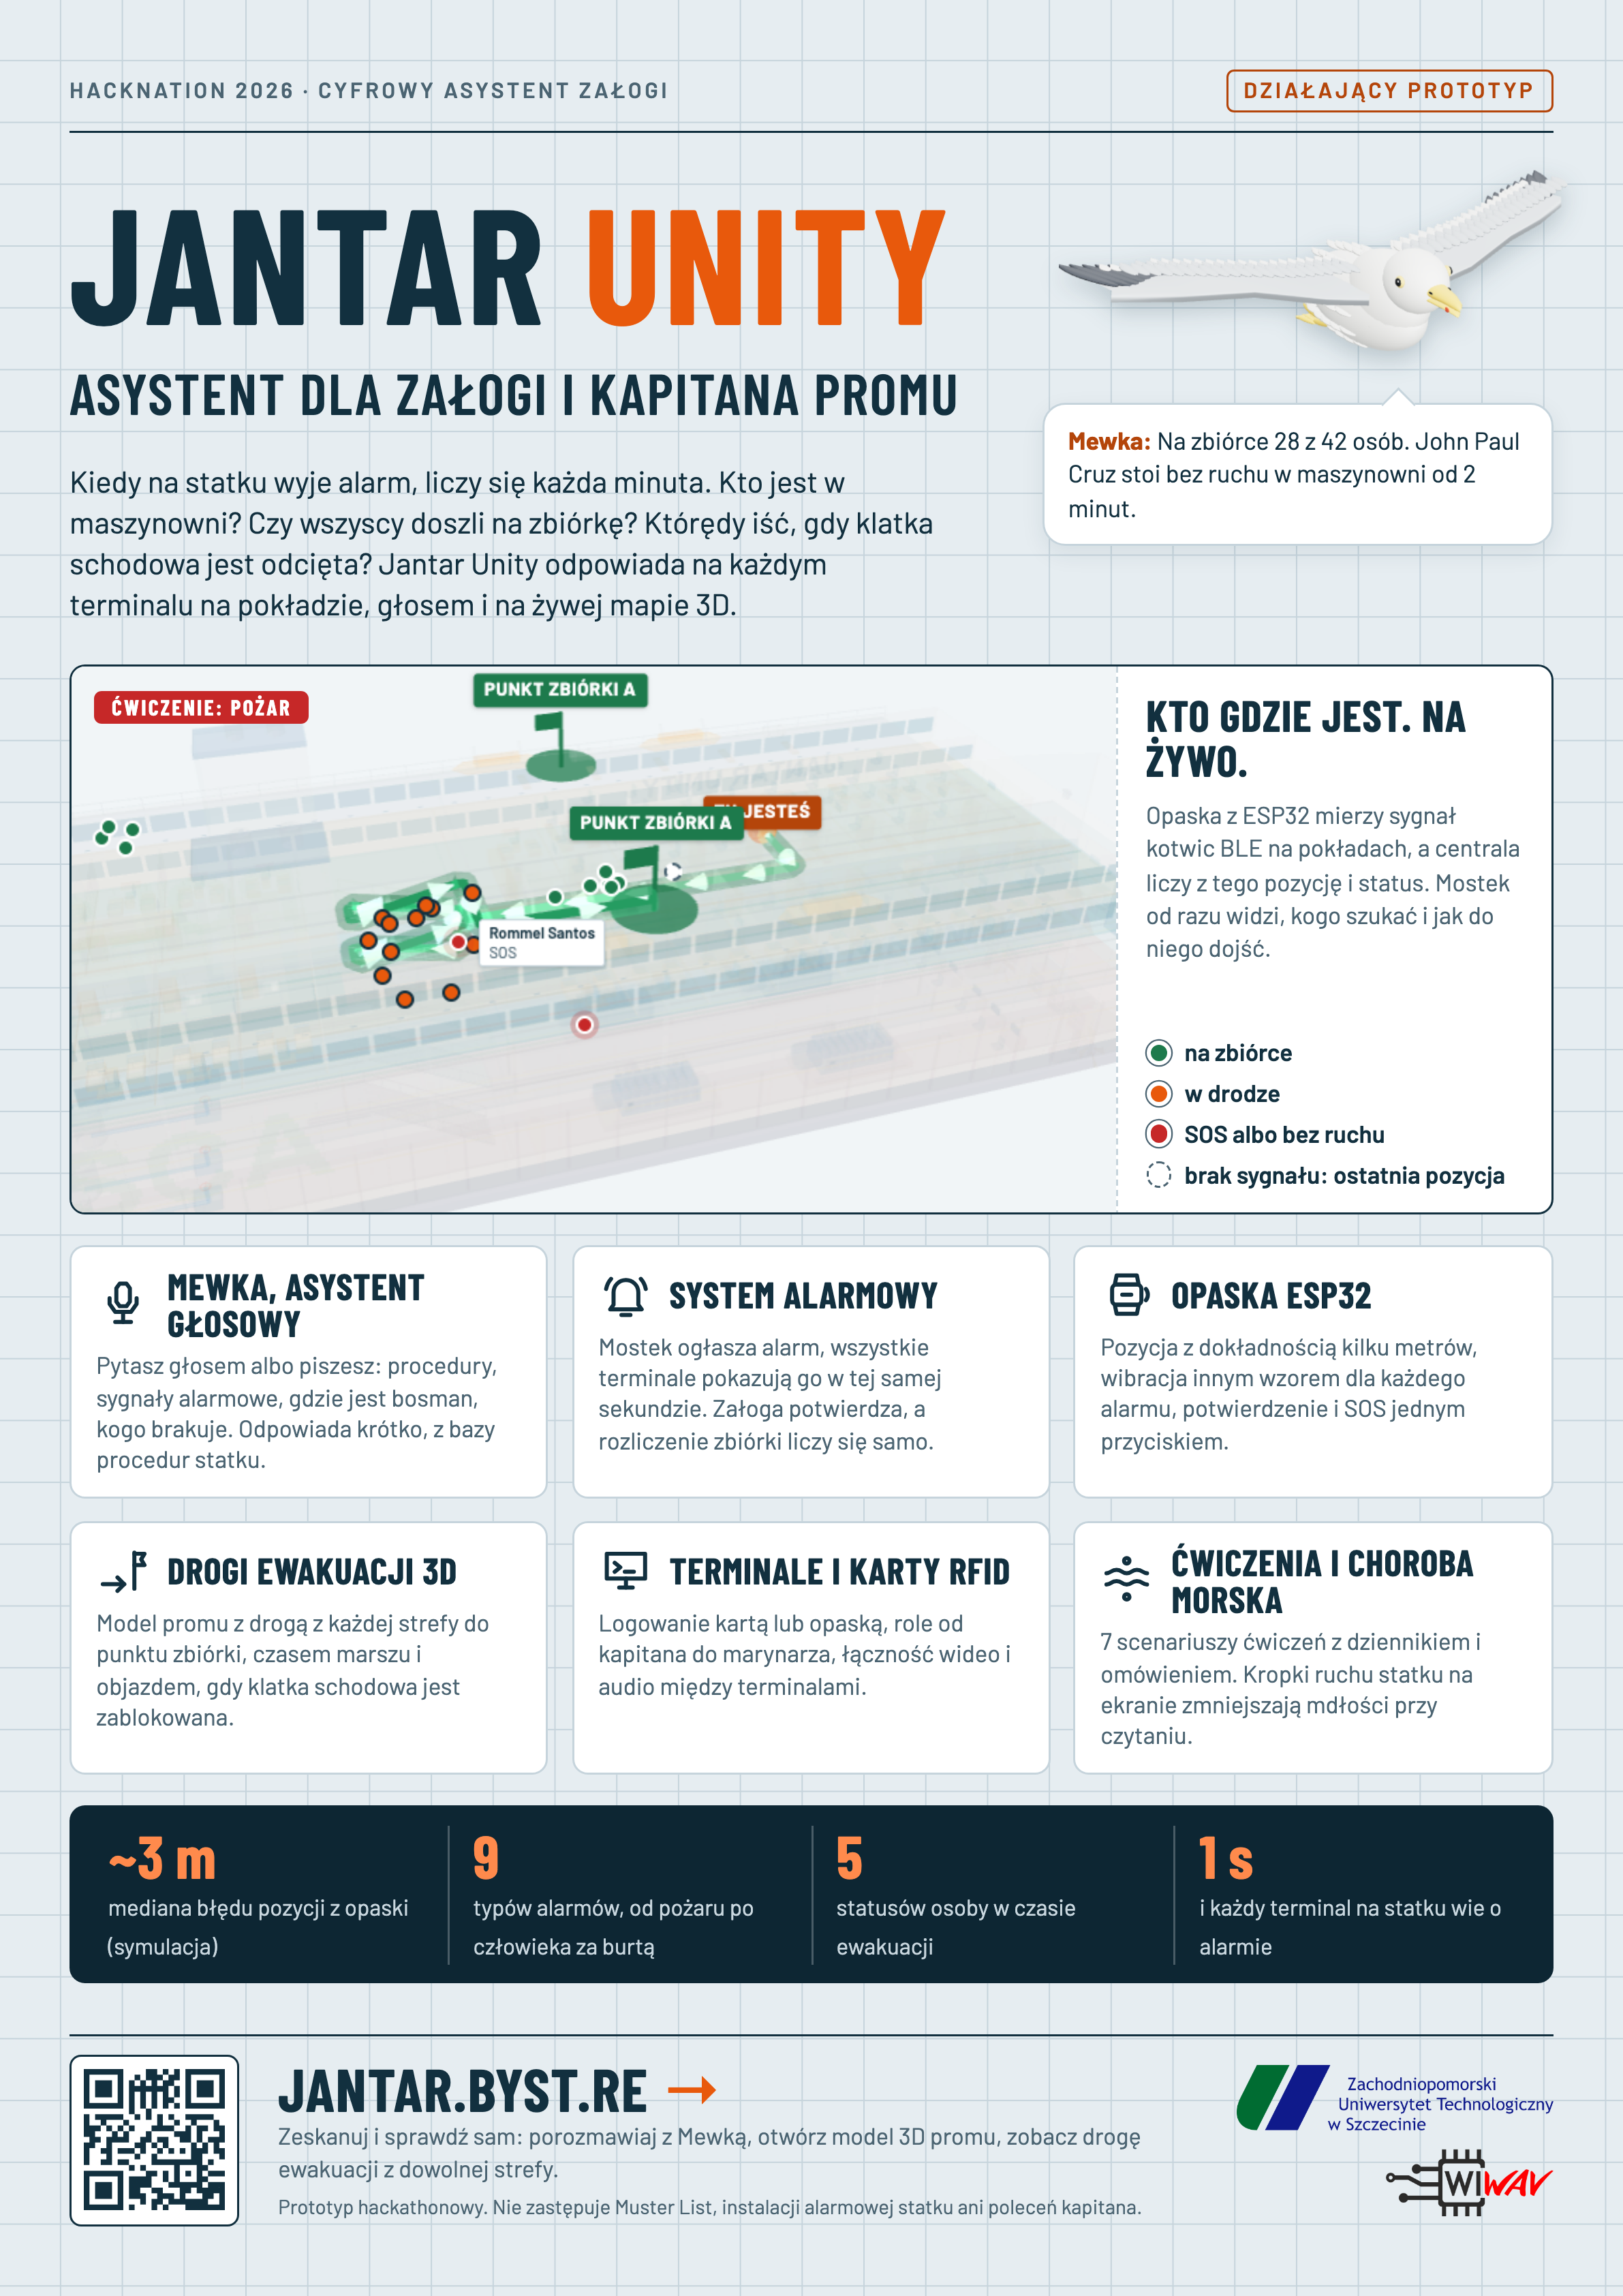 HACKNATION 2026 · CYFROWY ASYSTENT ZAŁOGI
DZIAŁAJĄCY PROTOTYP
JANTAR UNITY
ASYSTENT DLA ZAŁOGI I KAPITANA PROMU
Kiedy na statku wyje alarm, liczy się każda minuta. Kto jest w
maszynowni? Czy wszyscy doszli na zbiórkę? Którędy iść, gdy klatka
schodowa jest odcięta? Jantar Unity odpowiada na każdym
terminalu na pokładzie, głosem i na żywej mapie 3D.
Mewka: Na zbiórce 28 z 42 osób. John Paul
Cruz stoi bez ruchu w maszynowni od 2
minut.
ĆWICZENIE: POŻAR
PUNKT ZBIÓRKI A
JESTEŚ
PUNKT ZBIÓRKI A
Rommel Santos
SOS
KTO GDZIE JEST. NA
ŻYWO.
Opaska z ESP32 mierzy sygnał
kotwic BLE na pokładach, a centrala
liczy z tego pozycję i status. Mostek
od razu widzi, kogo szukać i jak do
niego dojść.
na zbiórce
w drodze
SOS albo bez ruchu
brak sygnału: ostatnia pozycja
MEWKA, ASYSTENT
GŁOSOWY
Pytasz głosem albo piszesz: procedury,
sygnały alarmowe, gdzie jest bosman,
kogo brakuje. Odpowiada krótko, z bazy
procedur statku.
SYSTEM ALARMOWY
Mostek ogłasza alarm, wszystkie
terminale pokazują go w tej samej
sekundzie. Załoga potwierdza, a
rozliczenie zbiórki liczy się samo.
OPASKA ESP32
Pozycja z dokładnością kilku metrów,
wibracja innym wzorem dla każdego
alarmu, potwierdzenie i SOS jednym
przyciskiem.
DROGI EWAKUACJI 3D
Model promu z drogą z każdej strefy do
punktu zbiórki, czasem marszu i
objazdem, gdy klatka schodowa jest
zablokowana.
TERMINALE I KARTY RFID
Logowanie kartą lub opaską, role od
kapitana do marynarza, łączność wideo i
audio między terminalami.
ĆWICZENIA I CHOROBA
MORSKA
7 scenariuszy ćwiczeń z dziennikiem i
omówieniem. Kropki ruchu statku na
ekranie zmniejszają mdłości przy
czytaniu.
~3 m
mediana błędu pozycji z opaski
(symulacja)
9
typów alarmów, od pożaru po
człowieka za burtą
5
statusów osoby w czasie
ewakuacji
1 s
i każdy terminal na statku wie o
alarmie
JANTAR.BYST.RE →
Zeskanuj i sprawdź sam: porozmawiaj z Mewką, otwórz model 3D promu, zobacz drogę
ewakuacji z dowolnej strefy.
Prototyp hackathonowy. Nie zastępuje Muster List, instalacji alarmowej statku ani poleceń kapitana.
Zachodniopomorski
Uniwersytet Technologiczny
w Szczecinie
WIWAV